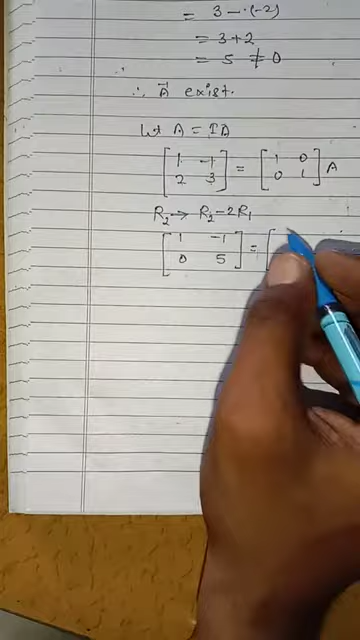 = 3 - (-2)
= 3 + 2
= 5 ≠ 0
∴ A⁻ exist.
Let A = IA
[1 -1 2 3] = [1 0 0 1] A
R₂ → R₂ - 2R₁
[1 -1 0 5] = [